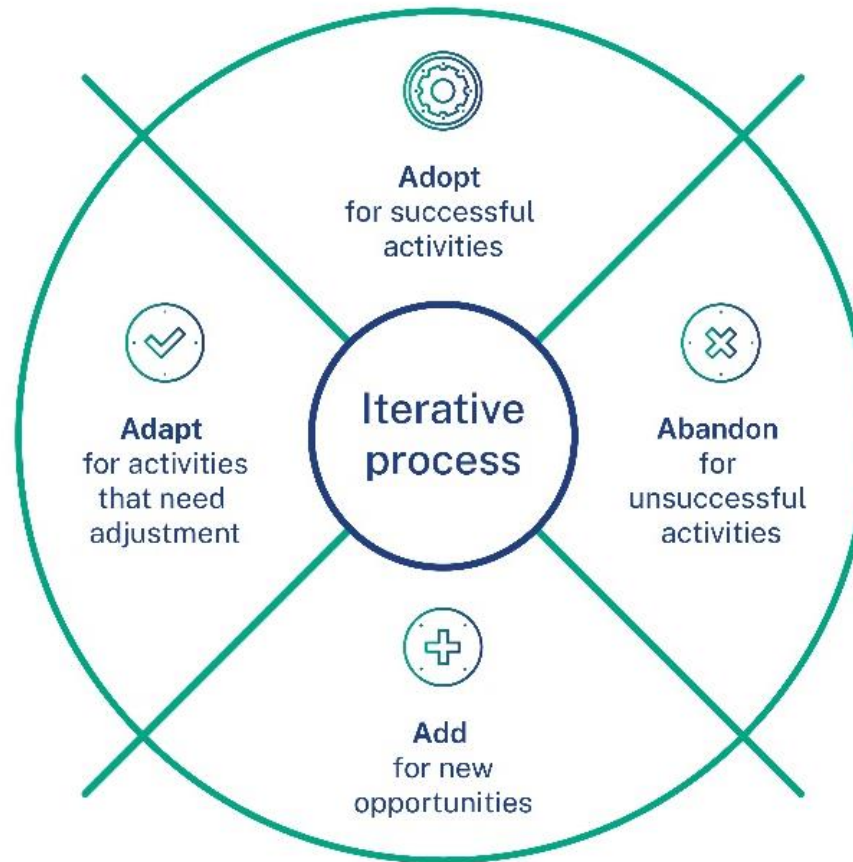 Adopt
for successful
activities
Adapt
for activities
that need
adjustment
Iterative
process
Abandon
for
unsuccessful
activities
Add
for new
opportunities